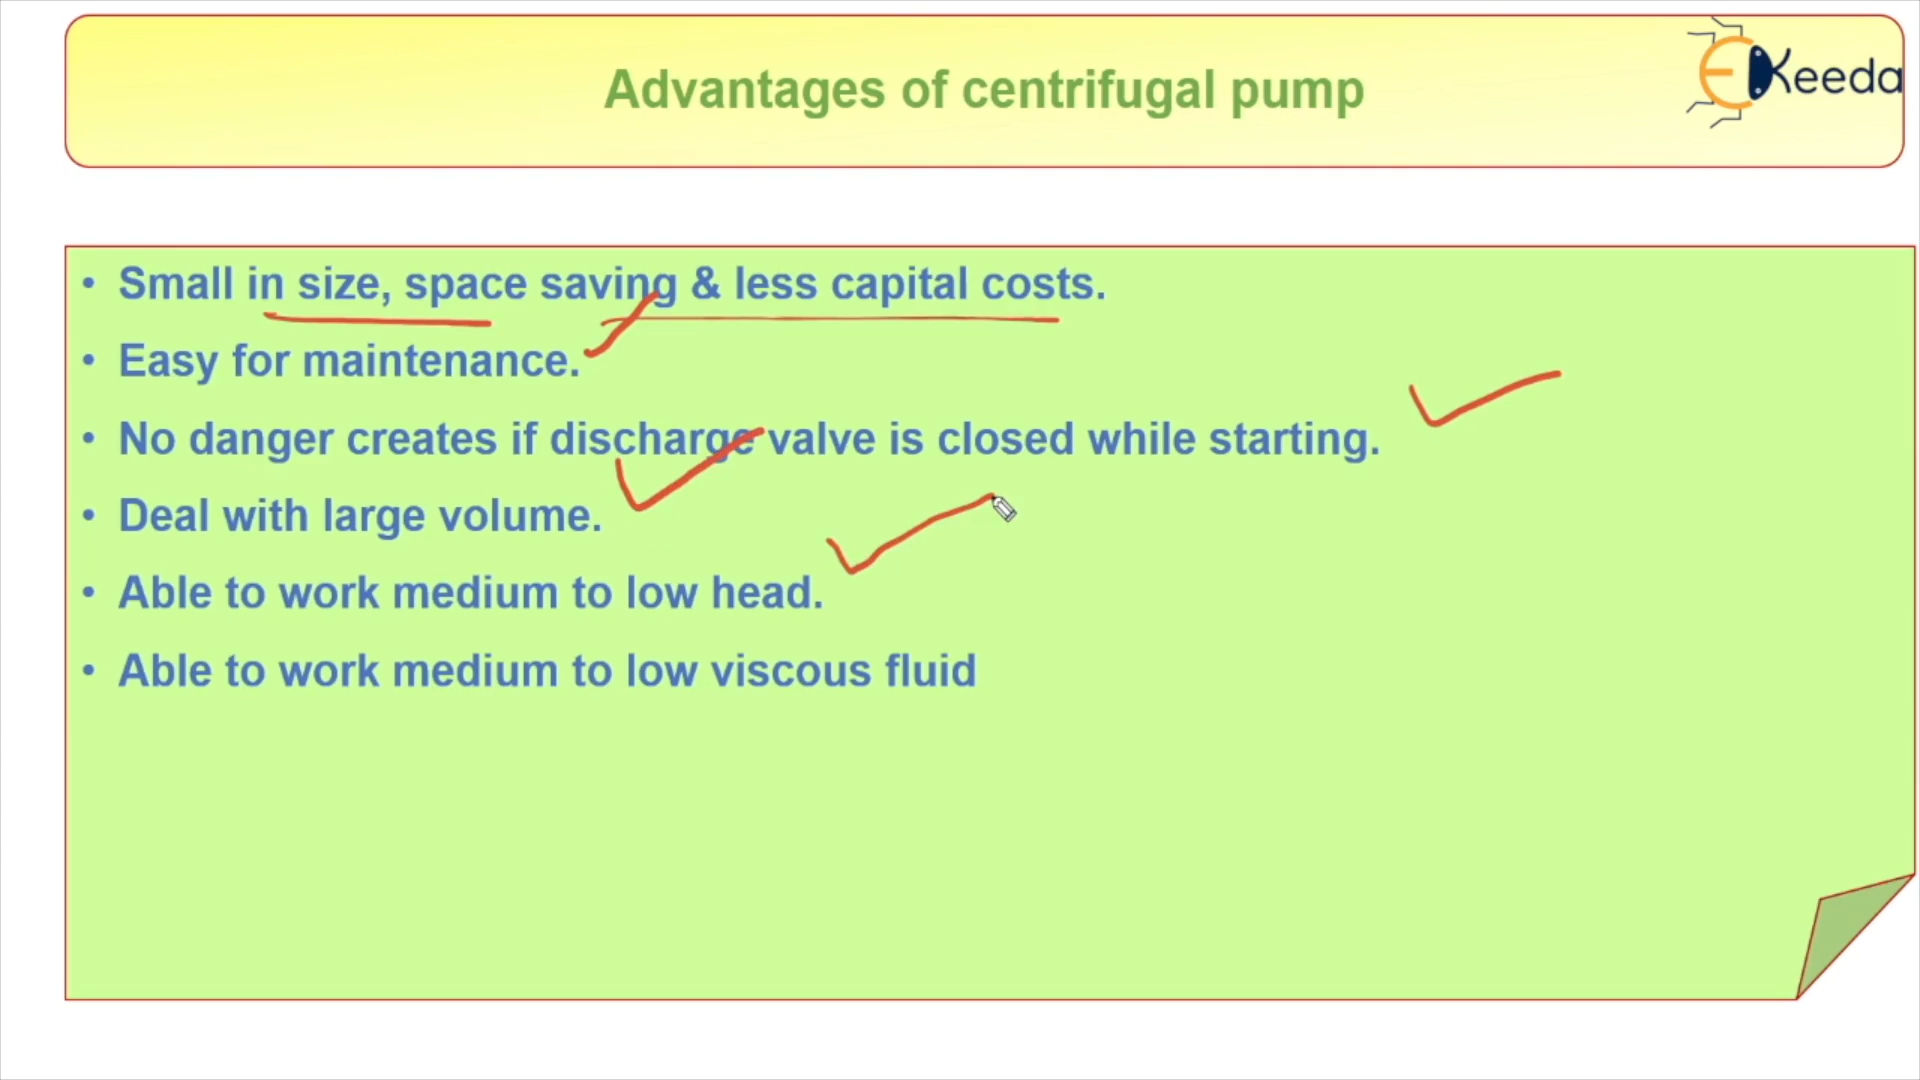 Advantages of centrifugal pump
EKeeda
• Small in size, space saving & less capital costs.
• Easy for maintenance.
• No danger creates if discharge valve is closed while starting.
• Deal with large volume.
• Able to work medium to low head.
• Able to work medium to low viscous fluid